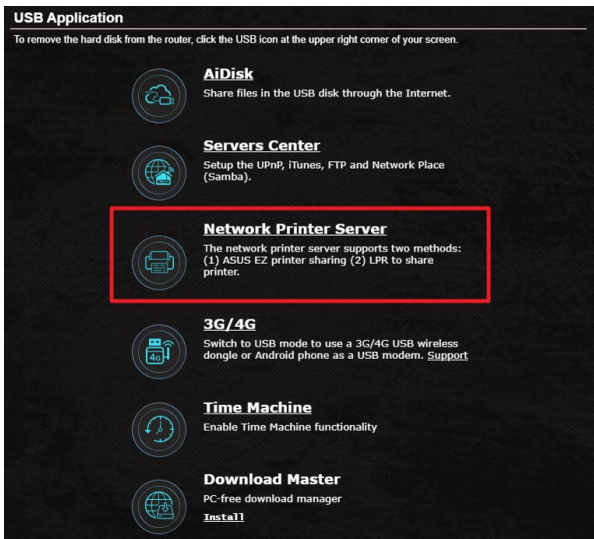 USB Application
To remove the hard disk from the router, click the USB icon at the upper right corner of your screen.
AiDisk
Share files in the USB disk through the Internet.
Servers Center
Setup the UPnP, iTunes, FTP and Network Place
(Samba).
Network Printer Server
The network printer server supports two methods:
(1) ASUS EZ printer sharing (2) LPR to share
printer.
3G/4G
4G
Switch to USB mode to use a 3G/4G USB wireless
dongle or Android phone as a USB modem. Support
Time Machine
Enable Time Machine functionality
Download Master
PC-free download manager
Install